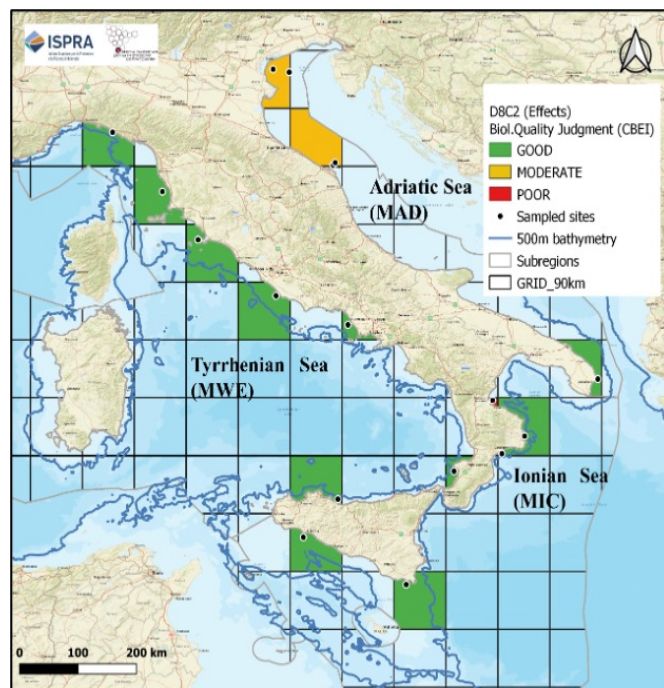 ISPRA
D8C2 (Effects)
Biol.Quality Judgment (CBEI)
GOOD
MODERATE
POOR
Sampled sites
500m bathymetry
Subregions
GRID_90km
Adriatic Sea
(MAD)
Tyrrhenian Sea
(MWE)
Ionian Sea
(MIC)
0 100 200 km